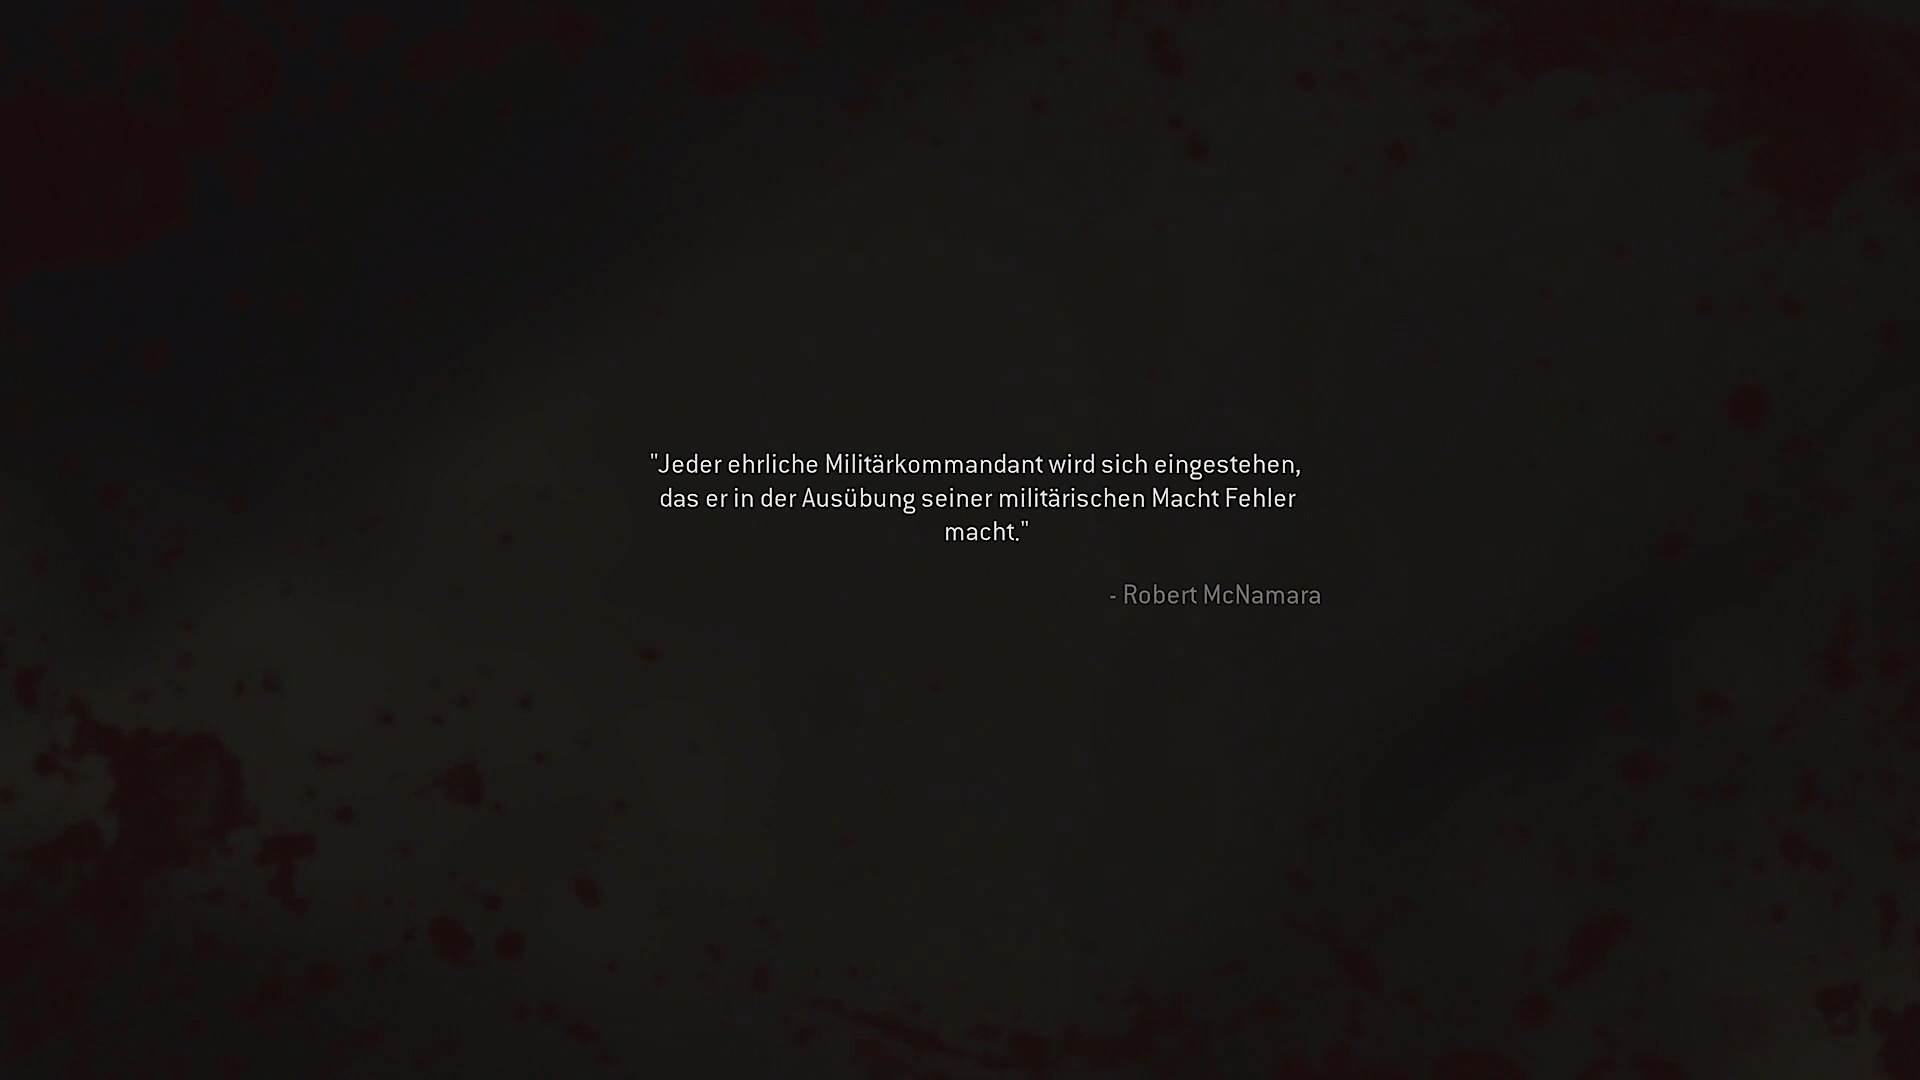 "Jeder ehrliche Militärkommandant wird sich eingestehen,
das er in der Ausübung seiner militärischen Macht Fehler
macht."
- Robert McNamara